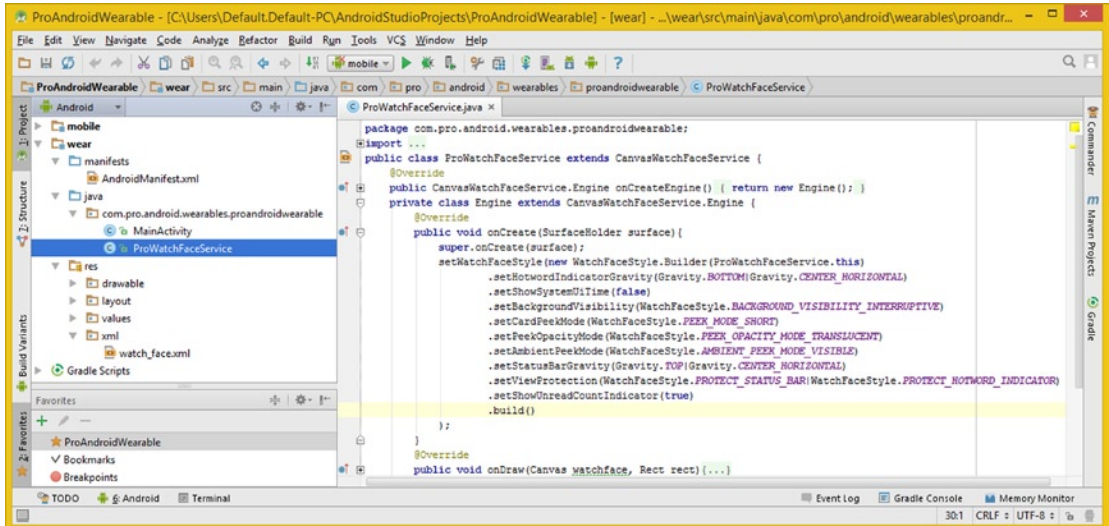 ProAndroidWearable - [C:\Users\Default.Default-PC\AndroidStudioProjects\ProAndroidWearable] - [wear] - ...\wear\src\main\java\com\pro\android\wearables\proandr...
File Edit View Navigate Code Analyze Refactor Build Run Tools VCS Window Help
mobile
ProAndroidWearable wear src main java com pro android wearables proandroidwearable ProWatchFaceService
1: Project
Android
ProWatchFaceService.java
mobile
wear
manifests
AndroidManifest.xml
java
com.pro.android.wearables.proandroidwearable
MainActivity
ProWatchFaceService
res
drawable
layout
values
xml
watch_face.xml
Gradle Scripts
Z: Structure
Build Variants
2: Favorites
Favorites
ProAndroidWearable
Bookmarks
Breakpoints
package com.pro.android.wearables.proandroidwearable;
import ...
public class ProWatchFaceService extends CanvasWatchFaceService {
@Override
public CanvasWatchFaceService.Engine onCreateEngine() { return new Engine(); }
private class Engine extends CanvasWatchFaceService.Engine {
@Override
public void onCreate(SurfaceHolder surface){
super.onCreate(surface);
setWatchFaceStyle(new WatchFaceStyle.Builder(ProWatchFaceService.this)
.setHotwordIndicatorGravity(Gravity.BOTTOM|Gravity.CENTER_HORIZONTAL)
.setShowSystemUiTime(false)
.setBackgroundVisibility(WatchFaceStyle.BACKGROUND_VISIBILITY_INTERRUPTIVE)
.setCardPeekMode(WatchFaceStyle.PEEK_MODE_SHORT)
.setPeekOpacityMode(WatchFaceStyle.PEEK_OPACITY_MODE_TRANSLUCENT)
.setAmbientPeekMode(WatchFaceStyle.AMBIENT_PEEK_MODE_VISIBLE)
.setStatusBarGravity(Gravity.TOP|Gravity.CENTER_HORIZONTAL)
.setViewProtection(WatchFaceStyle.PROTECT_STATUS_BAR|WatchFaceStyle.PROTECT_HOTWORD_INDICATOR)
.setShowUnreadCountIndicator(true)
.build()
);
}
@Override
public void onDraw(Canvas watchface, Rect rect){...}
Commander
Maven Projects
Gradle
TODO 6: Android Terminal Event Log Gradle Console Memory Monitor
30:1 CRLF UTF-8